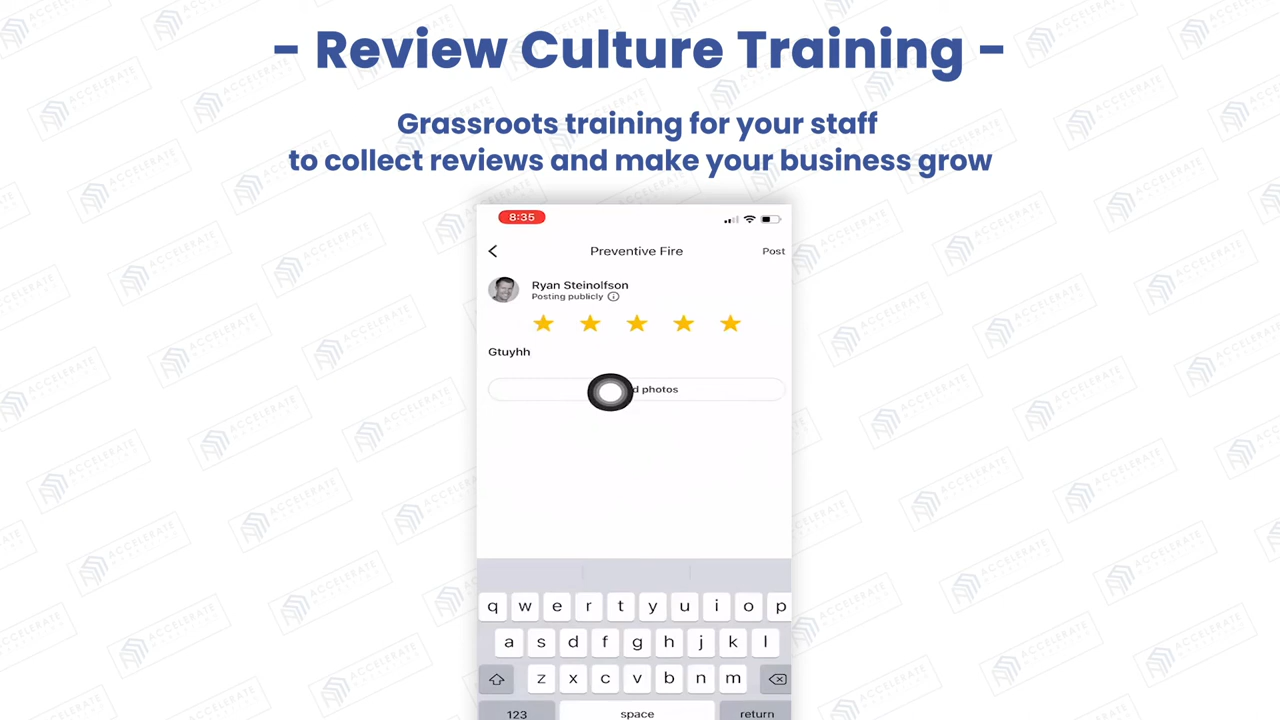 - Review Culture Training -
Grassroots training for your staff
to collect reviews and make your business grow
8:35
Preventive Fire
Post
Ryan Steinolfson
Posting publicly
Gtuyhh
d photos
q w e r t y u i o p
a s d f g h j k l
z x c v b n m
123 space return
ACCELERATE